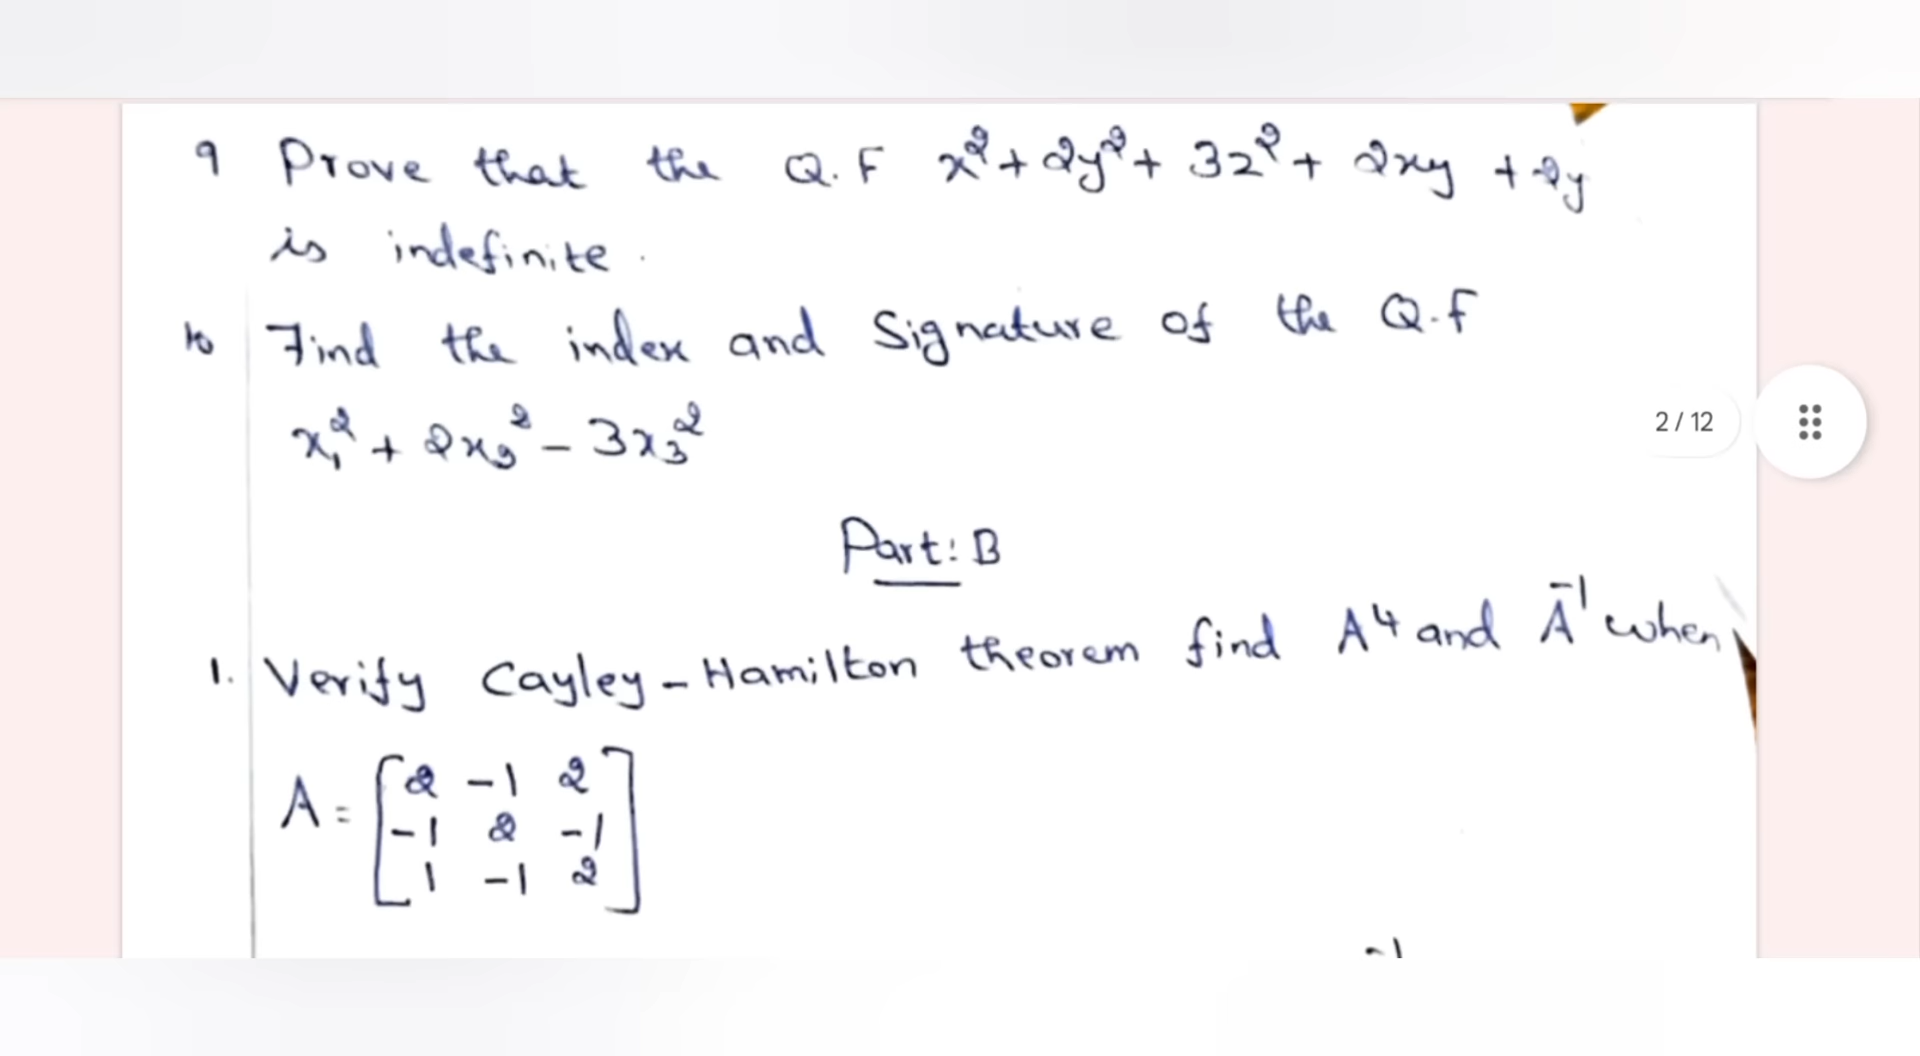 9 Prove that the Q.F x² + 2y² + 3z² + 2xy + 2y
is indefinite.
10 Find the index and Signature of the Q.F
x₁² + 2x₂² - 3x₃²
2 / 12
Part: B
1. Verify Cayley - Hamilton theorem find A⁴ and A⁻¹ when
A = [2 -1 2
-1 2 -1
1 -1 2]
-1